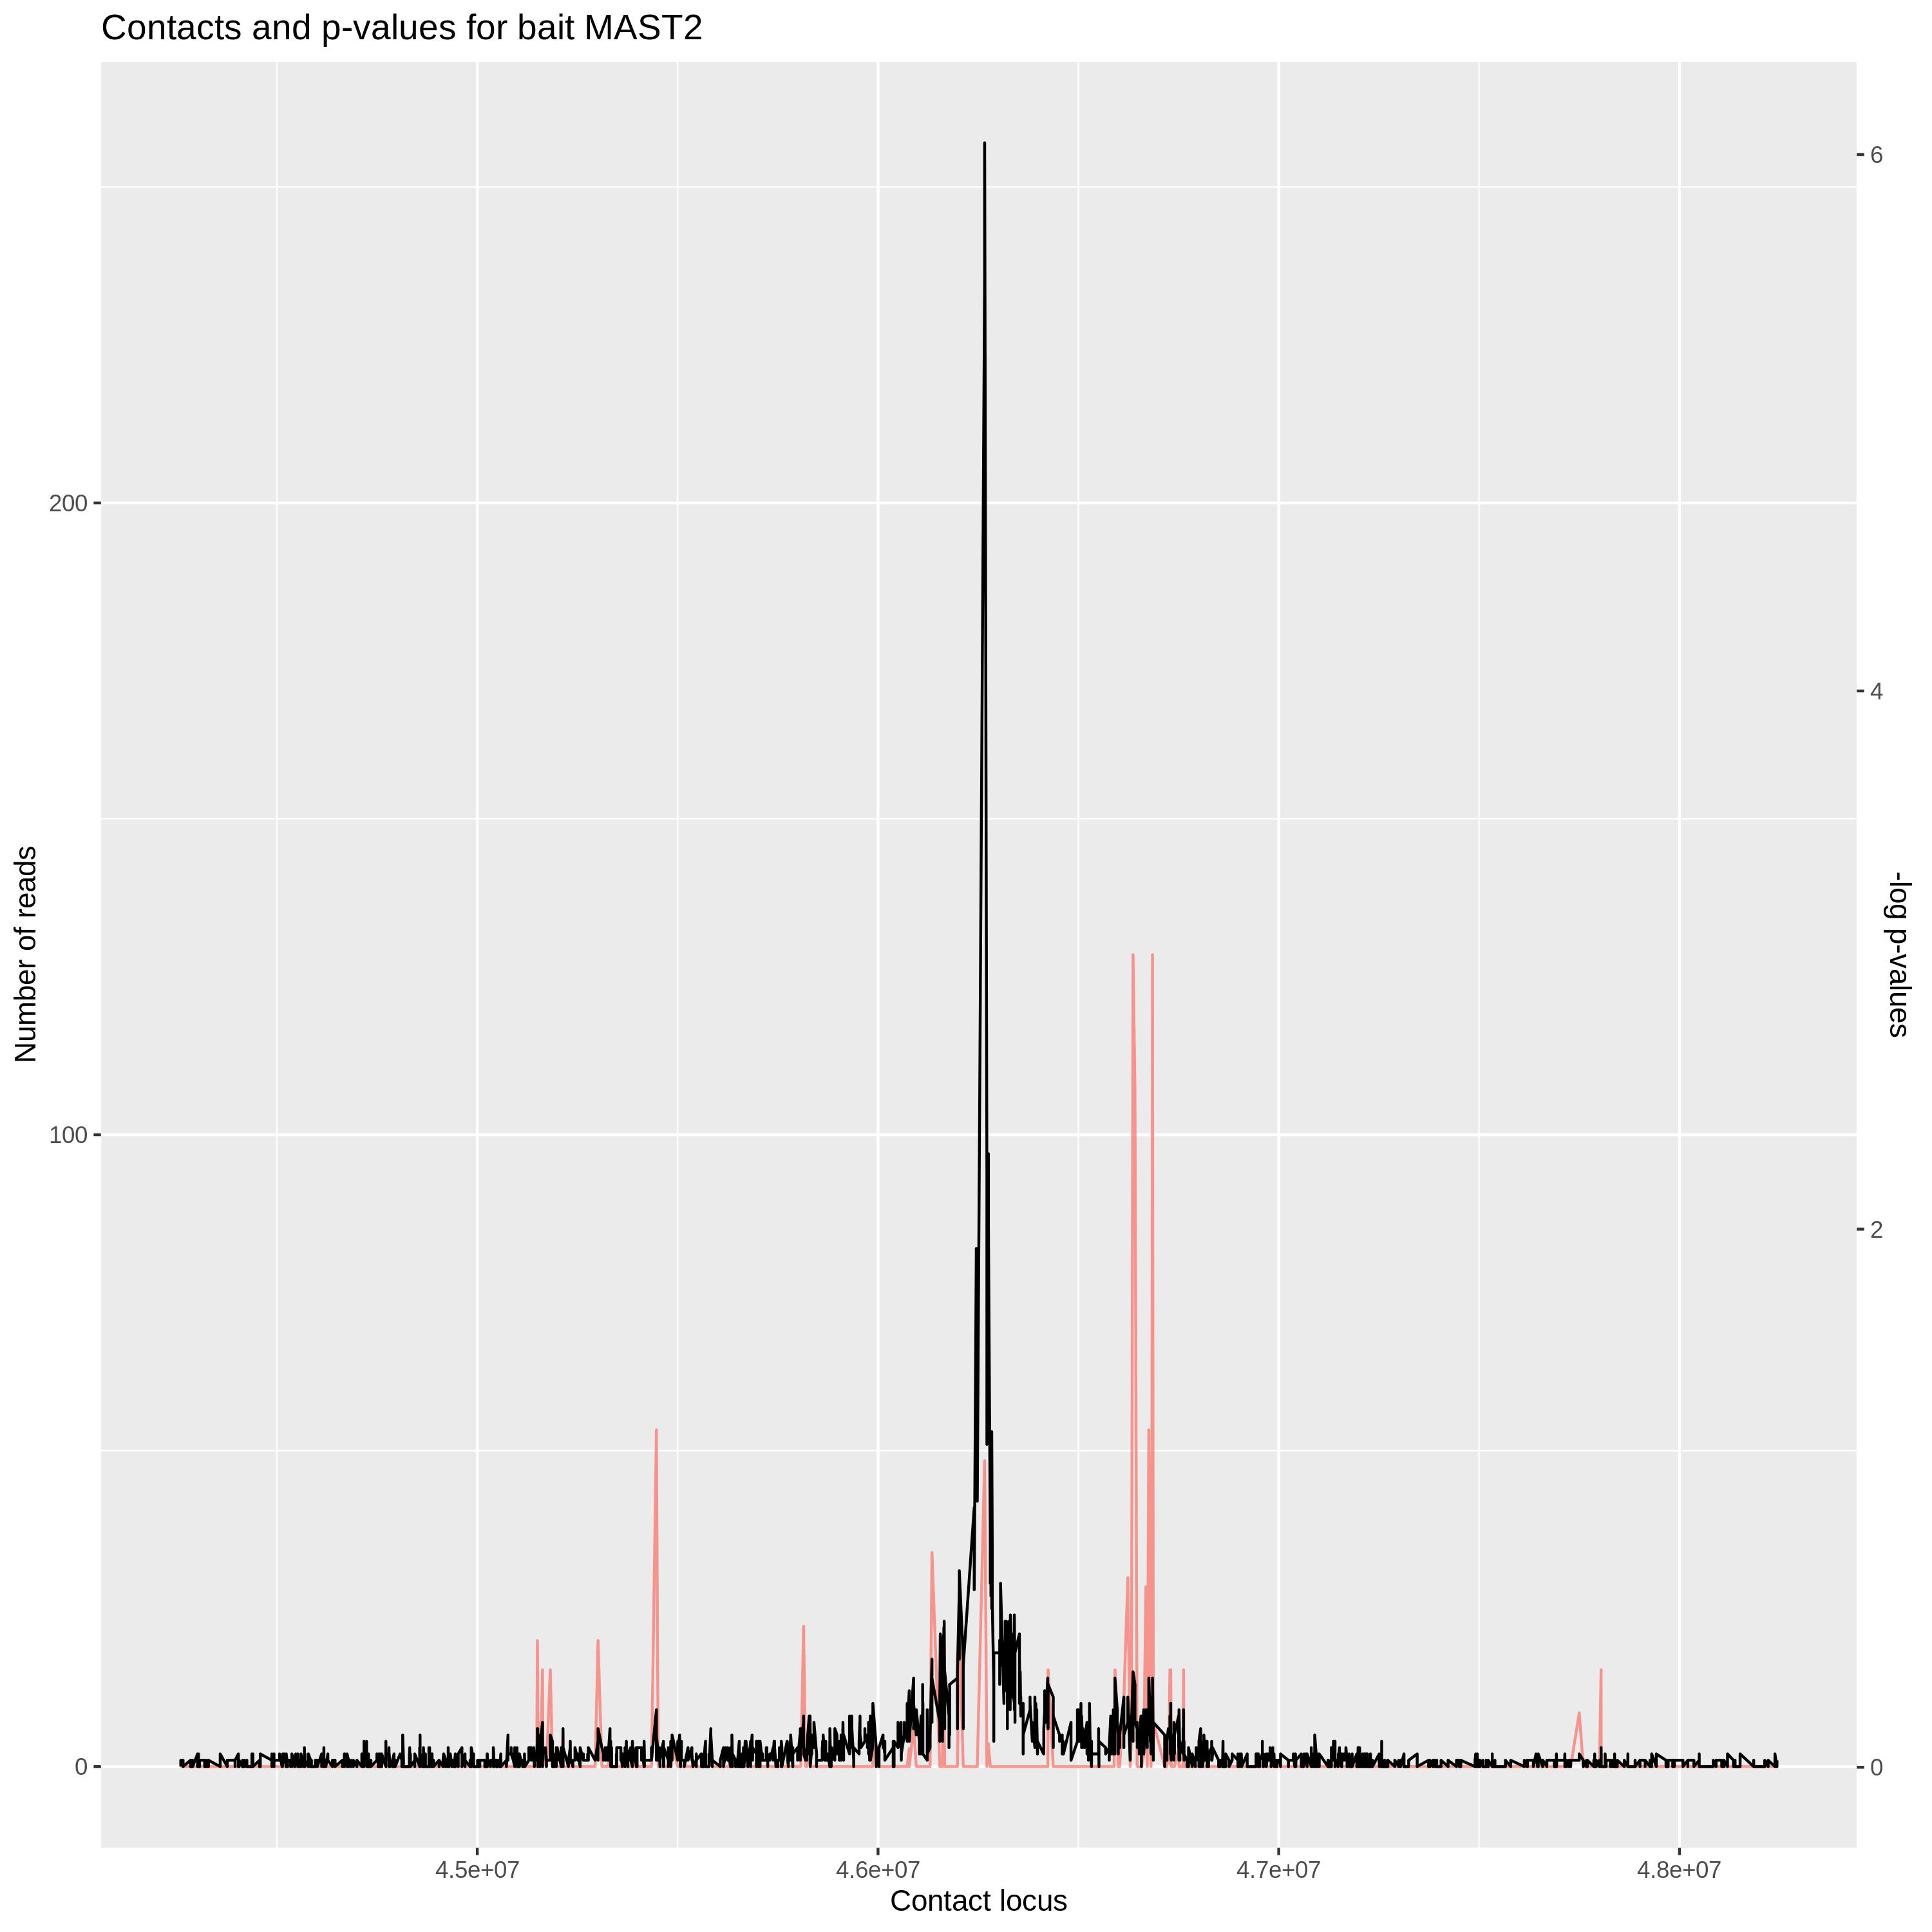 Contacts and p-values for bait MAST2
Number of reads
200
100
0
6
4
2
0
-log p-values
4.5e+07 4.6e+07 4.7e+07 4.8e+07
Contact locus